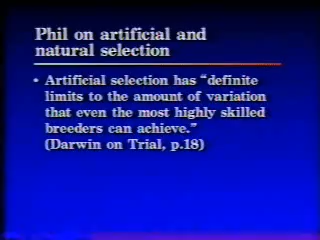 Phil on artificial and
natural selection
• Artificial selection has “definite
limits to the amount of variation
that even the most highly skilled
breeders can achieve.”
(Darwin on Trial, p.18)